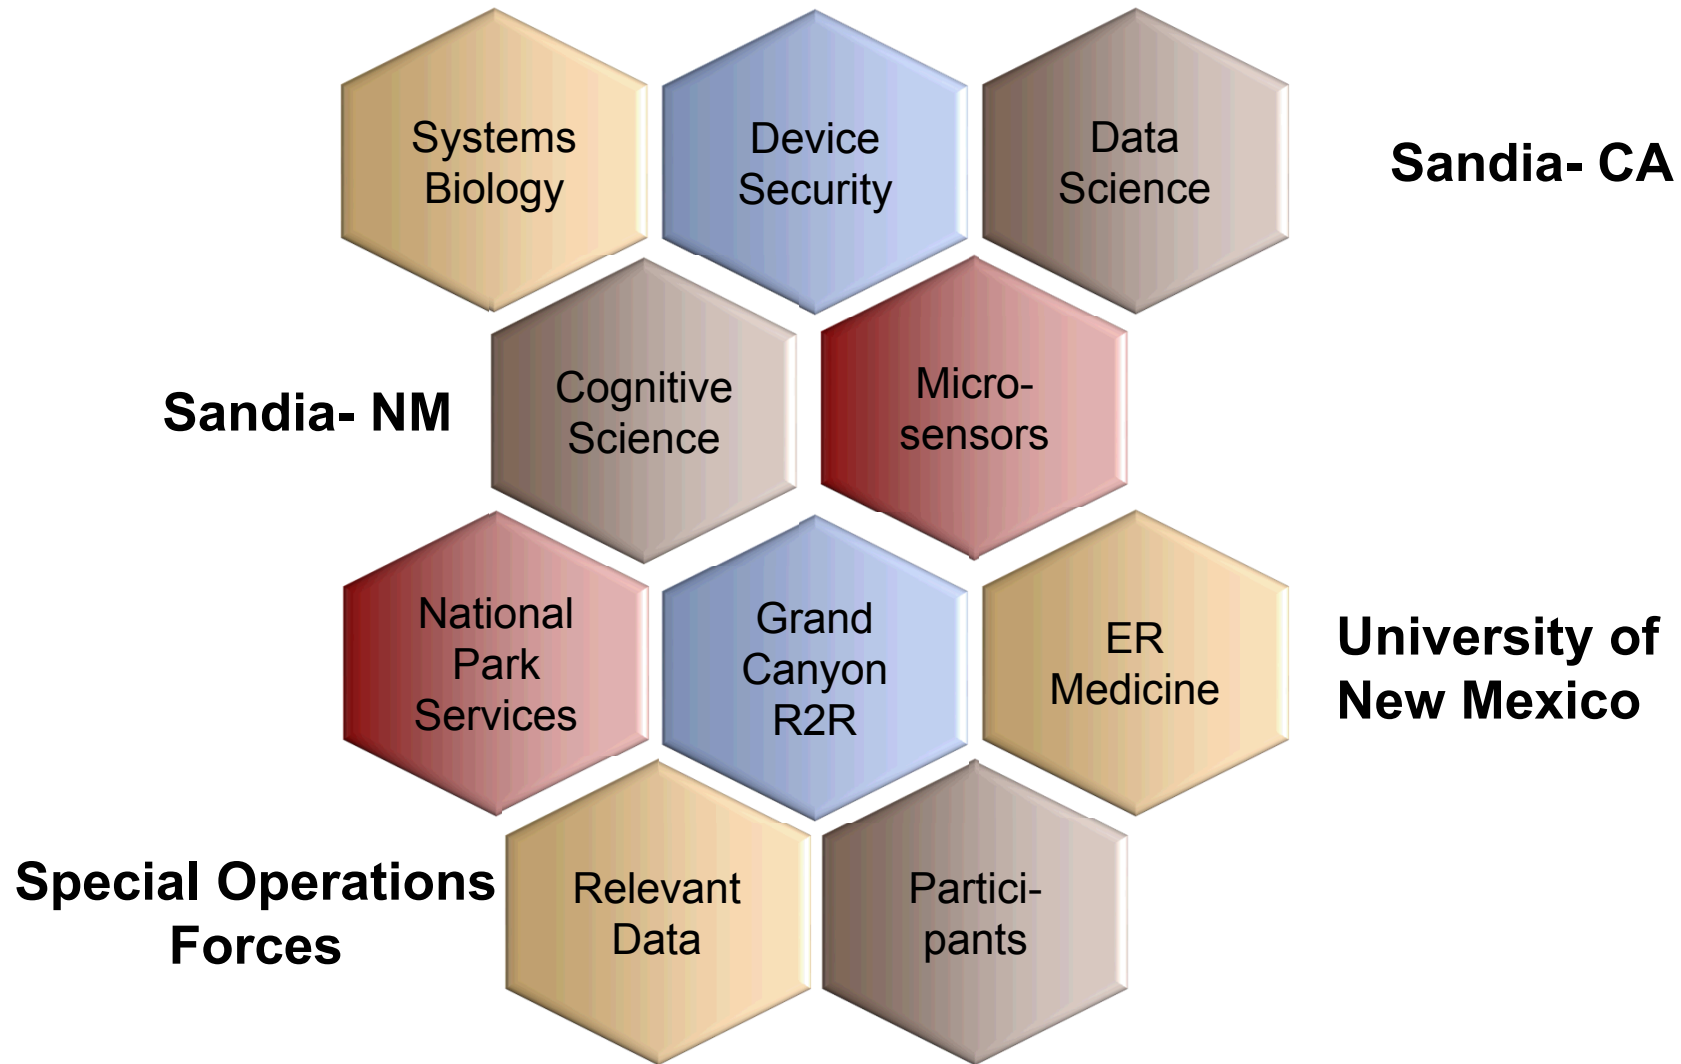 Systems
Biology
Device
Security
Data
Science
Sandia- CA
Sandia- NM
Cognitive
Science
Micro-
sensors
National
Park
Services
Grand
Canyon
R2R
ER
Medicine
University of
New Mexico
Special Operations
Forces
Relevant
Data
Partici-
pants